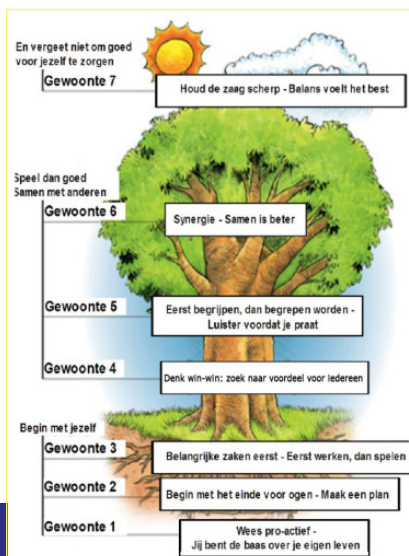 En vergeet niet om goed
voor jezelf te zorgen
Gewoonte 7
Houd de zaag scherp - Balans voelt het best
Speel dan goed
Samen met anderen
Gewoonte 6
Synergie - Samen is beter
Gewoonte 5
Eerst begrijpen, dan begrepen worden -
Luister voordat je praat
Gewoonte 4
Denk win-win: zoek naar voordeel voor iedereen
Begin met jezelf
Gewoonte 3
Belangrijke zaken eerst - Eerst werken, dan spelen
Gewoonte 2
Begin met het einde voor ogen - Maak een plan
Gewoonte 1
Wees pro-actief -
Jij bent de baas over je eigen leven